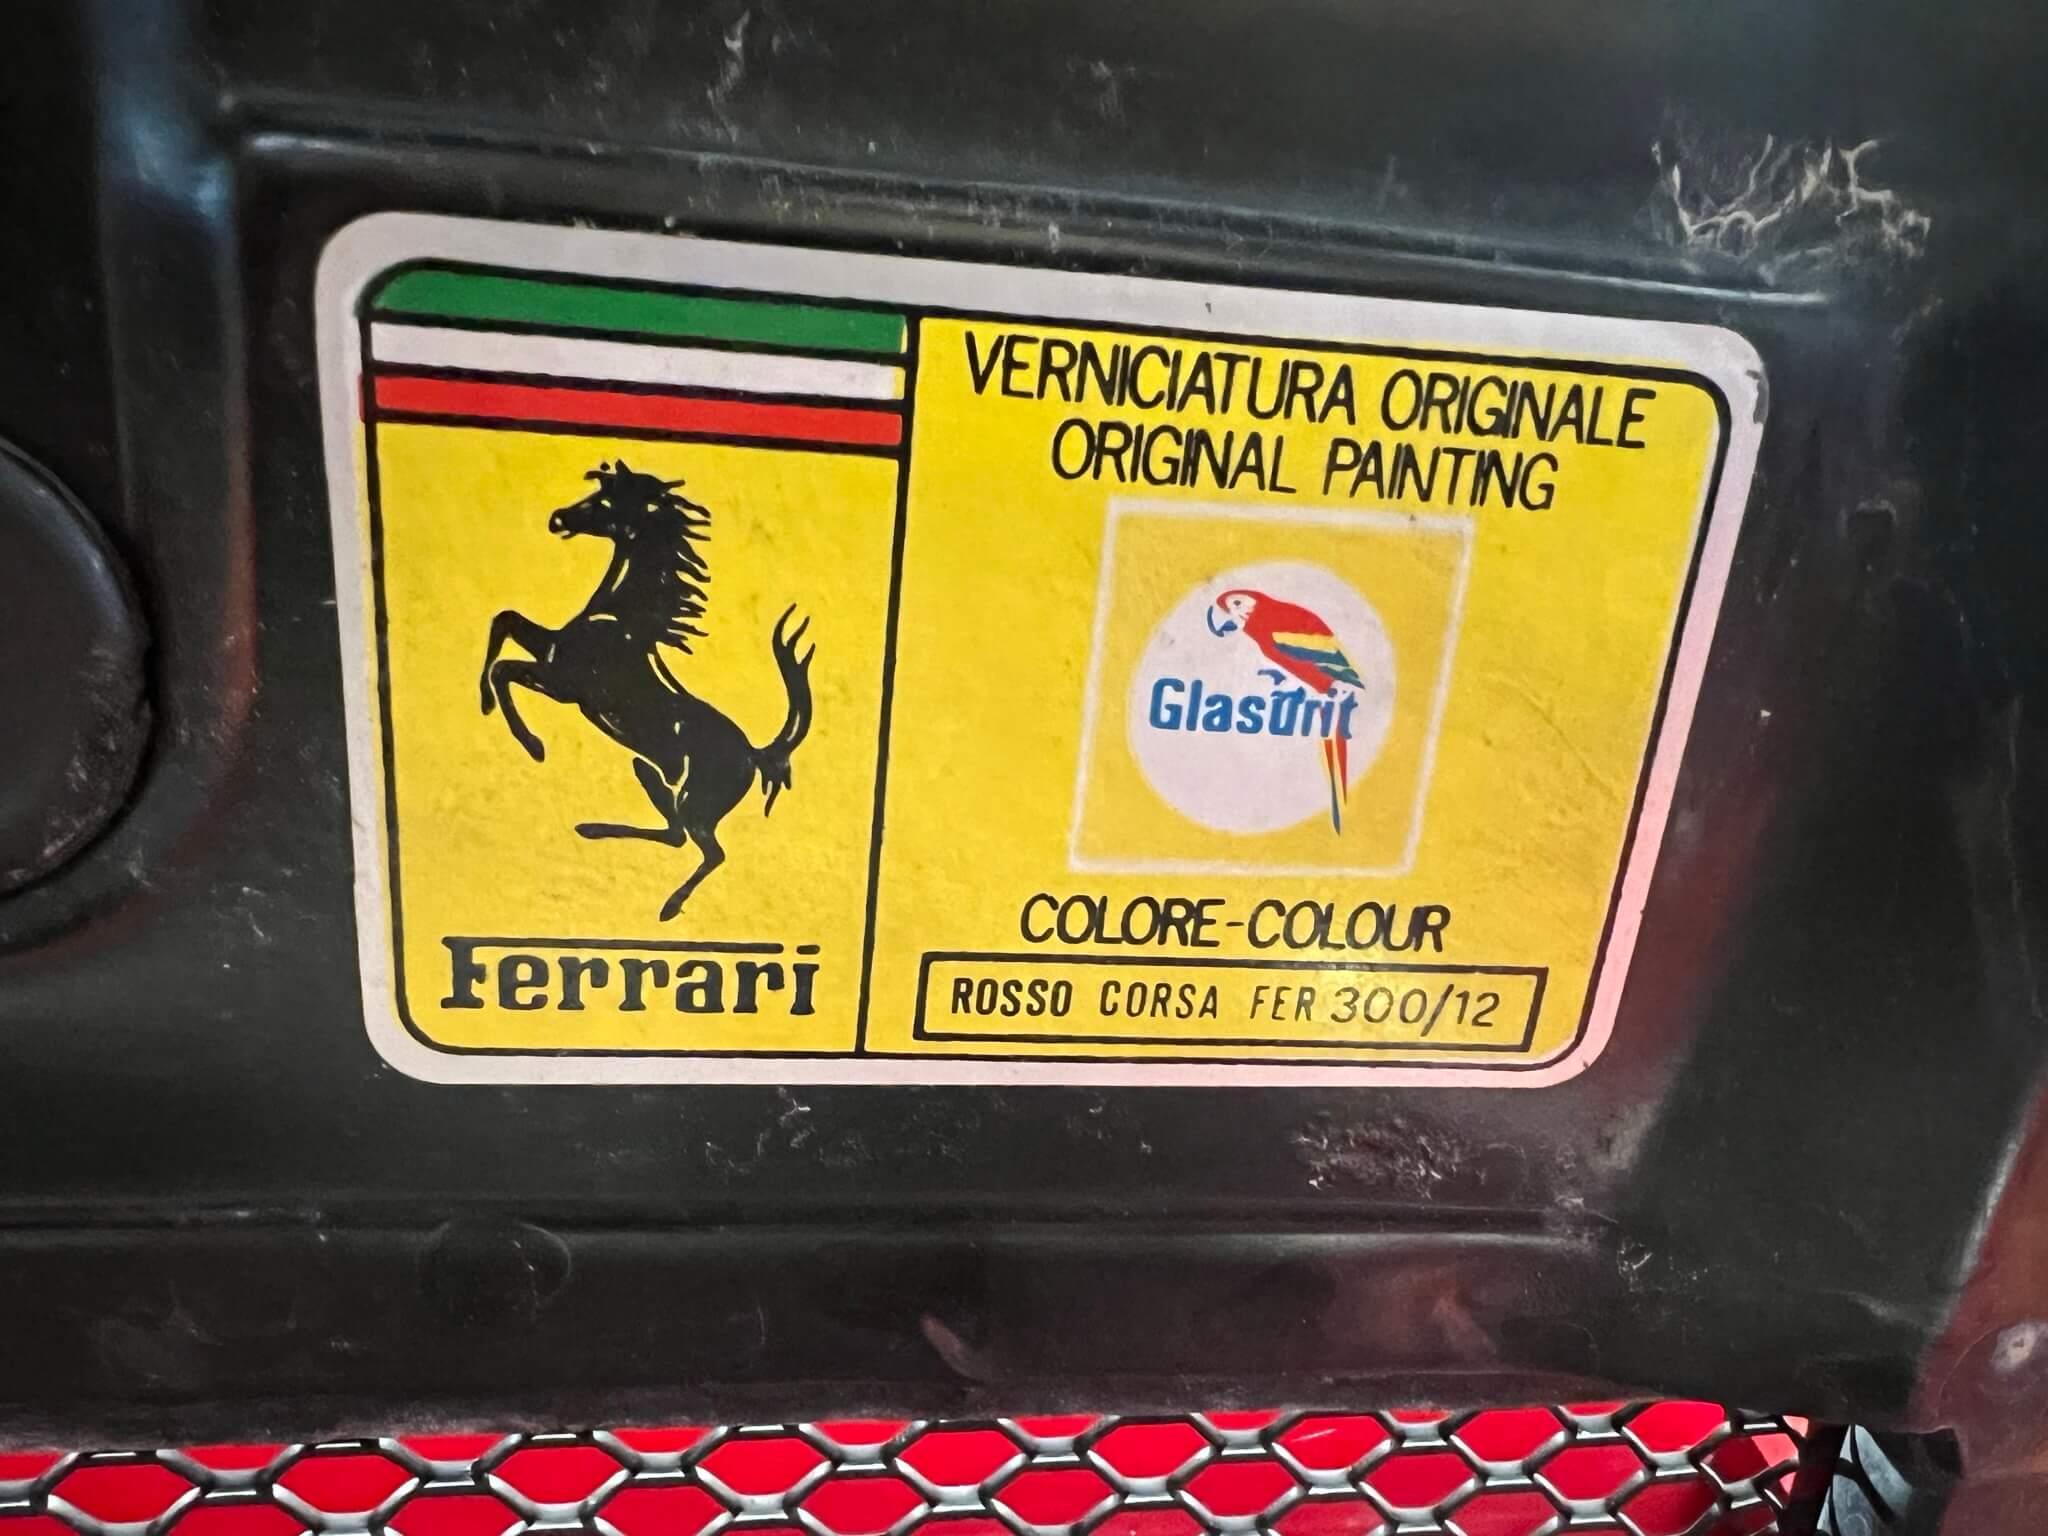 Ferrari
VERNICIATURA ORIGINALE
ORIGINAL PAINTING
Glasurit
COLORE-COLOUR
ROSSO CORSA FER 300/12